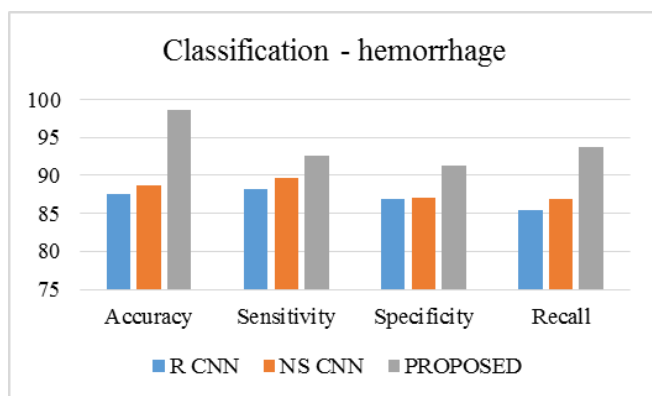 Classification - hemorrhage
100
95
90
85
80
75
Accuracy Sensitivity Specificity Recall
R CNN NS CNN PROPOSED